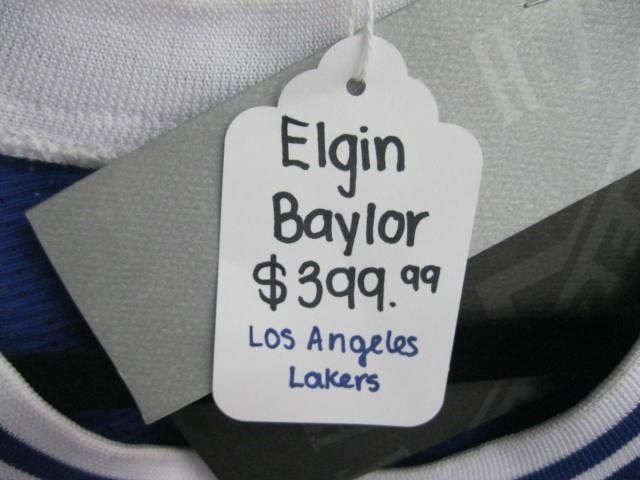 Elgin
Baylor
$399.99
Los Angeles
Lakers